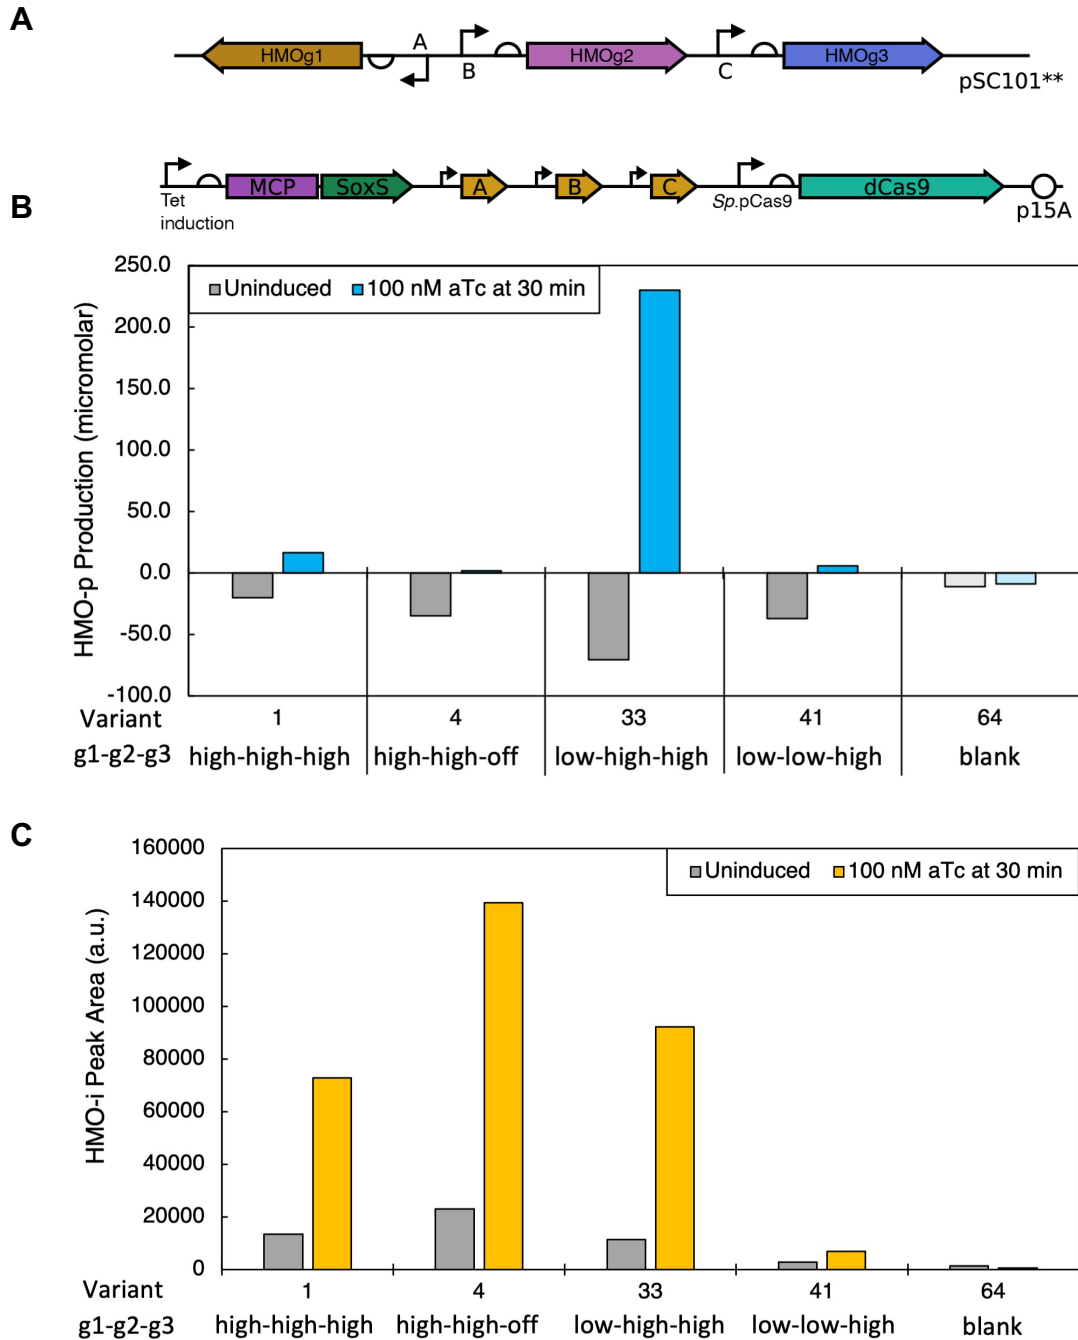 A
HMOg1 A B HMOg2 C HMOg3
pSC101**
B
MCP SoxS A B C dCas9
Tet induction
Sp.pCas9
p15A
HMO-p Production (micromolar)
250.0
200.0
150.0
100.0
50.0
0.0
-50.0
-100.0
Uninduced 100 nM aTc at 30 min
Variant 1 4 33 41 64
g1-g2-g3 high-high-high high-high-off low-high-high low-low-high blank
C
HMO-i Peak Area (a.u.)
160000
140000
120000
100000
80000
60000
40000
20000
0
Uninduced 100 nM aTc at 30 min
Variant 1 4 33 41 64
g1-g2-g3 high-high-high high-high-off low-high-high low-low-high blank